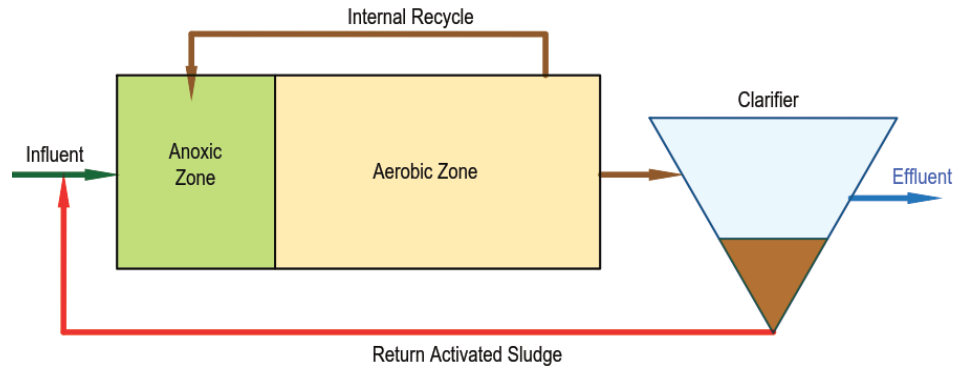 Internal Recycle
Clarifier
Influent
Anoxic
Zone
Aerobic Zone
Effluent
Return Activated Sludge